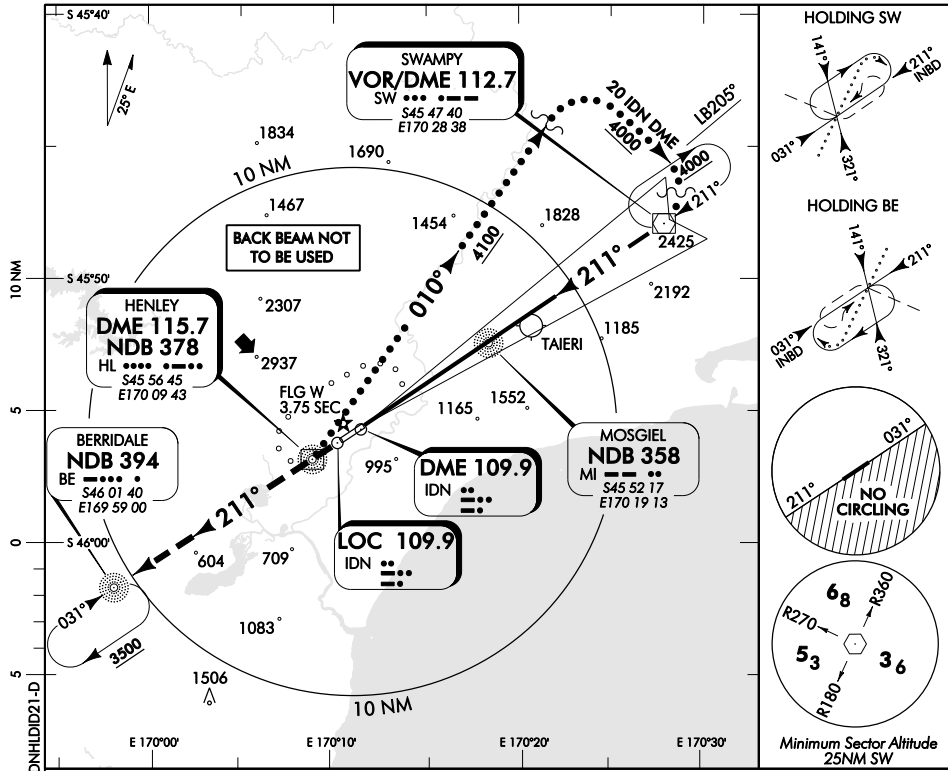 S 45°40'
25° E
SWAMPY
VOR/DME 112.7
SW
S45 47 40
E170 28 38
20 IDN DME
4000
LB205°
4000
211°
1834
1690
10 NM
1467
1454
1828
BACK BEAM NOT
TO BE USED
4100
010°
211°
2425
2192
10 NM
S 45°50'
HENLEY
DME 115.7
NDB 378
HL
S45 56 45
E170 09 43
2307
2937
TAIERI
1185
FLG W
3.75 SEC
5
1165
1552
BERRIDALE
NDB 394
BE
S46 01 40
E169 59 00
995
DME 109.9
IDN
MOSGIEL
NDB 358
MI
S45 52 17
E170 19 13
211°
LOC 109.9
IDN
0
S 46°00'
604
709
031°
3500
1083
1506
5
10 NM
DNHLDID21-D
E 170°00'
E 170°10'
E 170°20'
E 170°30'
HOLDING SW
141°
211°
INBD
031°
321°
HOLDING BE
141°
211°
031°
INBD
321°
031°
211°
NO
CIRCLING
68
R360
R270
53
36
R180
Minimum Sector Altitude
25NM SW